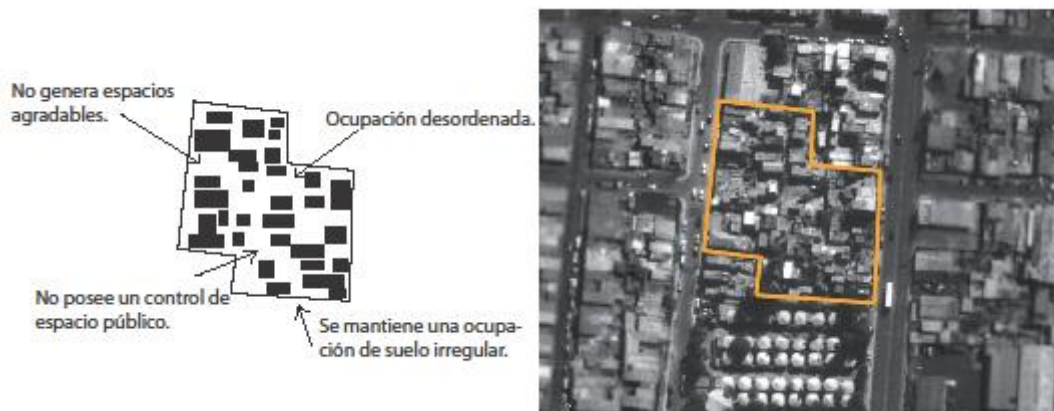 No genera espacios
agradables.
Ocupación desordenada.
No posee un control de
espacio público.
Se mantiene una ocupa-
ción de suelo irregular.